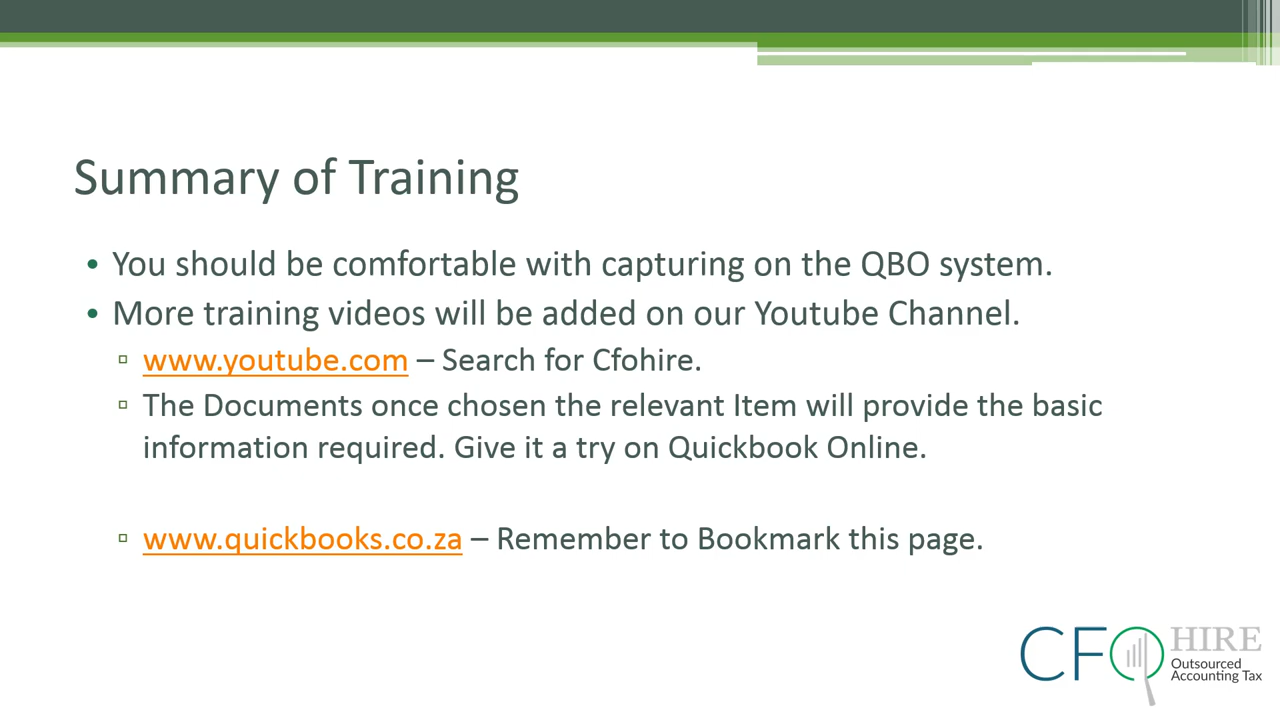 Summary of Training
• You should be comfortable with capturing on the QBO system.
• More training videos will be added on our Youtube Channel.
▫ www.youtube.com – Search for Cfohire.
▫ The Documents once chosen the relevant Item will provide the basic
information required. Give it a try on Quickbook Online.
▫ www.quickbooks.co.za – Remember to Bookmark this page.
CFO HIRE
Outsourced
Accounting Tax